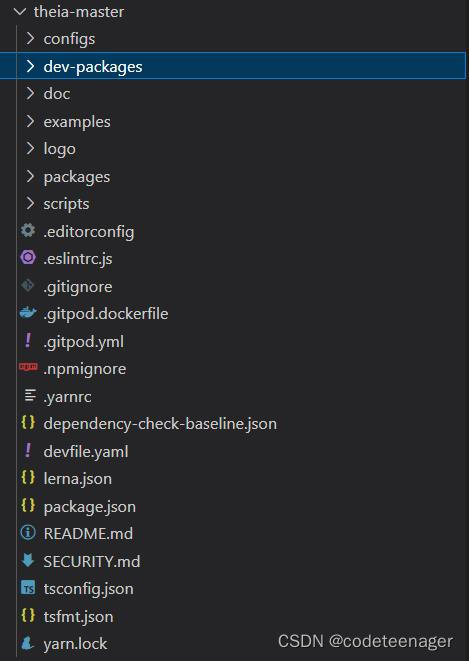 theia-master
configs
dev-packages
doc
examples
logo
packages
scripts
.editorconfig
.eslintrc.js
.gitignore
.gitpod.dockerfile
.gitpod.yml
.npmignore
.yarnrc
dependency-check-baseline.json
devfile.yaml
lerna.json
package.json
README.md
SECURITY.md
tsconfig.json
tsfmt.json
yarn.lock
CSDN @codeteenager